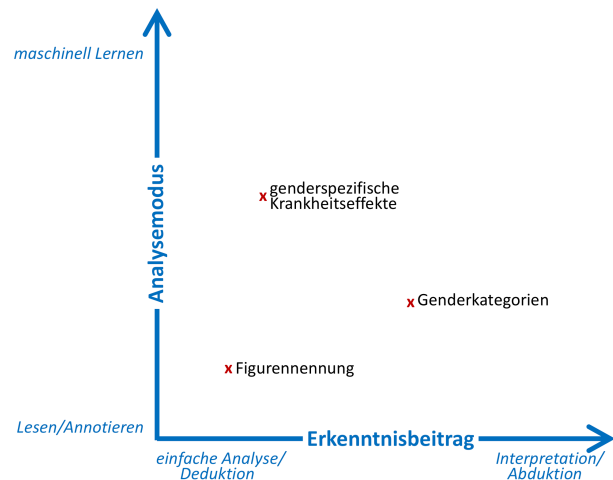 maschinell Lernen
Analysemodus
genderspezifische
Krankheitseffekte
x
Genderkategorien
x
Figurennennung
x
Lesen/Annotieren
Erkenntnisbeitrag
einfache Analyse/
Deduktion
Interpretation/
Abduktion